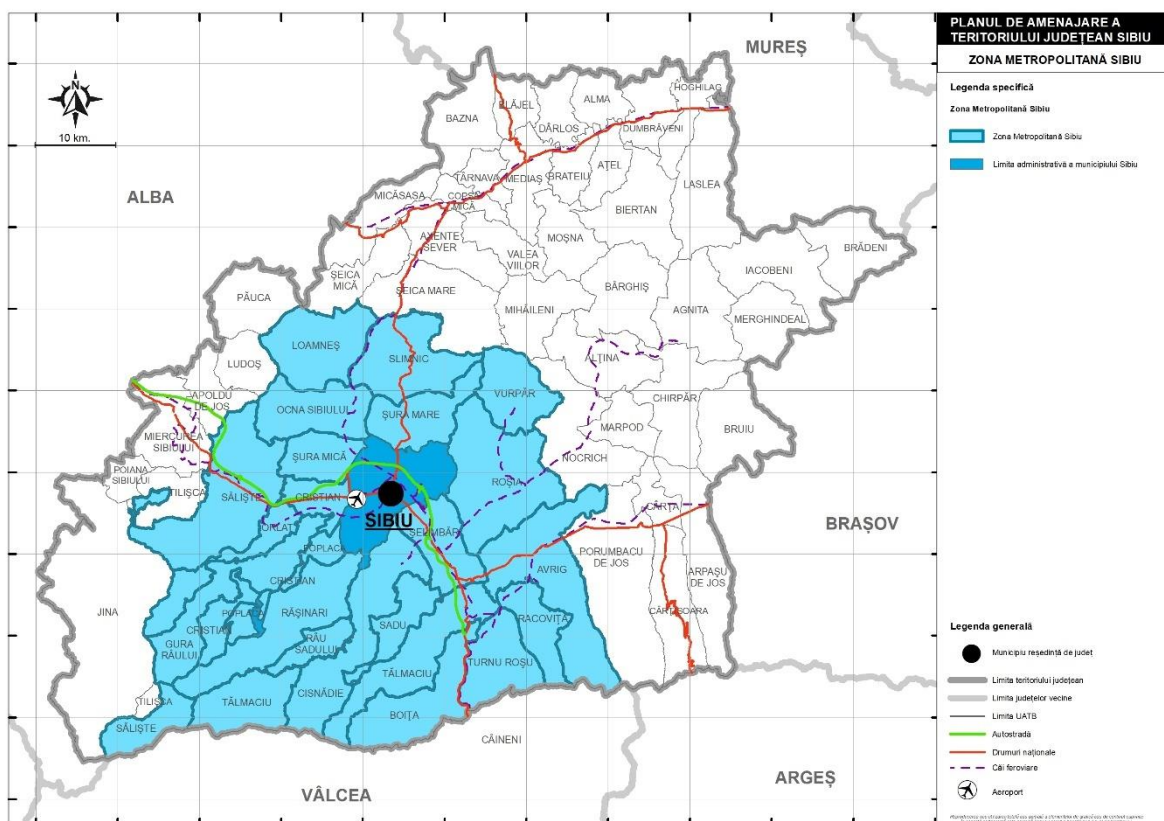 PLANUL DE AMENAJARE A
TERITORIULUI JUDEȚEAN SIBIU
ZONA METROPOLITANĂ SIBIU
Legenda specifică
Zona Metropolitană Sibiu
Zona Metropolitană Sibiu
Limita administrativă a municipiului Sibiu
10 km.
MUREȘ
ALBA
BRAȘOV
ARGEȘ
VÂLCEA
HOGHILAG
BLĂJEL
ALMA
BAZNA
DÂRLOS
DUMBRĂVENI
AȚEL
TÂRNAVA
MEDIAȘ
BRATEIU
LASLEA
MICĂSASA
COPȘA
MICĂ
BIERTAN
AXENTE
SEVER
MOȘNA
BRĂDENI
VALEA
VIILOR
IACOBENI
ȘEICA
MICĂ
BÂRGHIȘ
PĂUCA
ȘEICA MARE
MIHĂILENI
AGNITA
MERGHINDEAL
LOAMNEȘ
SLIMNIC
ALȚINA
LUDOȘ
VURPĂR
APOLDU
DE JOS
CHIRPĂR
OCNA SIBIULUI
ȘURA MARE
MARPOD
BRUIU
MIERCUREA
SIBIULUI
ȘURA MICĂ
NOCRICH
POIANA
SIBIULUI
ROȘIA
TILIȘCA
SĂLIȘTE
CRISTIAN
CÂRȚA
SIBIU
ORLAT
ȘELIMBĂR
POPLACA
PORUMBACU
DE JOS
AVRIG
ARPAȘU
DE JOS
CRISTIAN
JINA
POPLACA
RĂȘINARI
CÂRȚIȘOARA
RACOVIȚA
CRISTIAN
SADU
GURA
RÂULUI
RÂU
SADULUI
TURNU ROȘU
TĂLMACIU
CISNĂDIE
TILIȘCA
TĂLMACIU
BOIȚA
SĂLIȘTE
CÂINENI
Legenda generală
Municipiu reședință de judet
Limita teritoriului județean
Limita județelor vecine
Limita UATB
Autostradă
Drumuri naționale
Căi feroviare
Aeroport